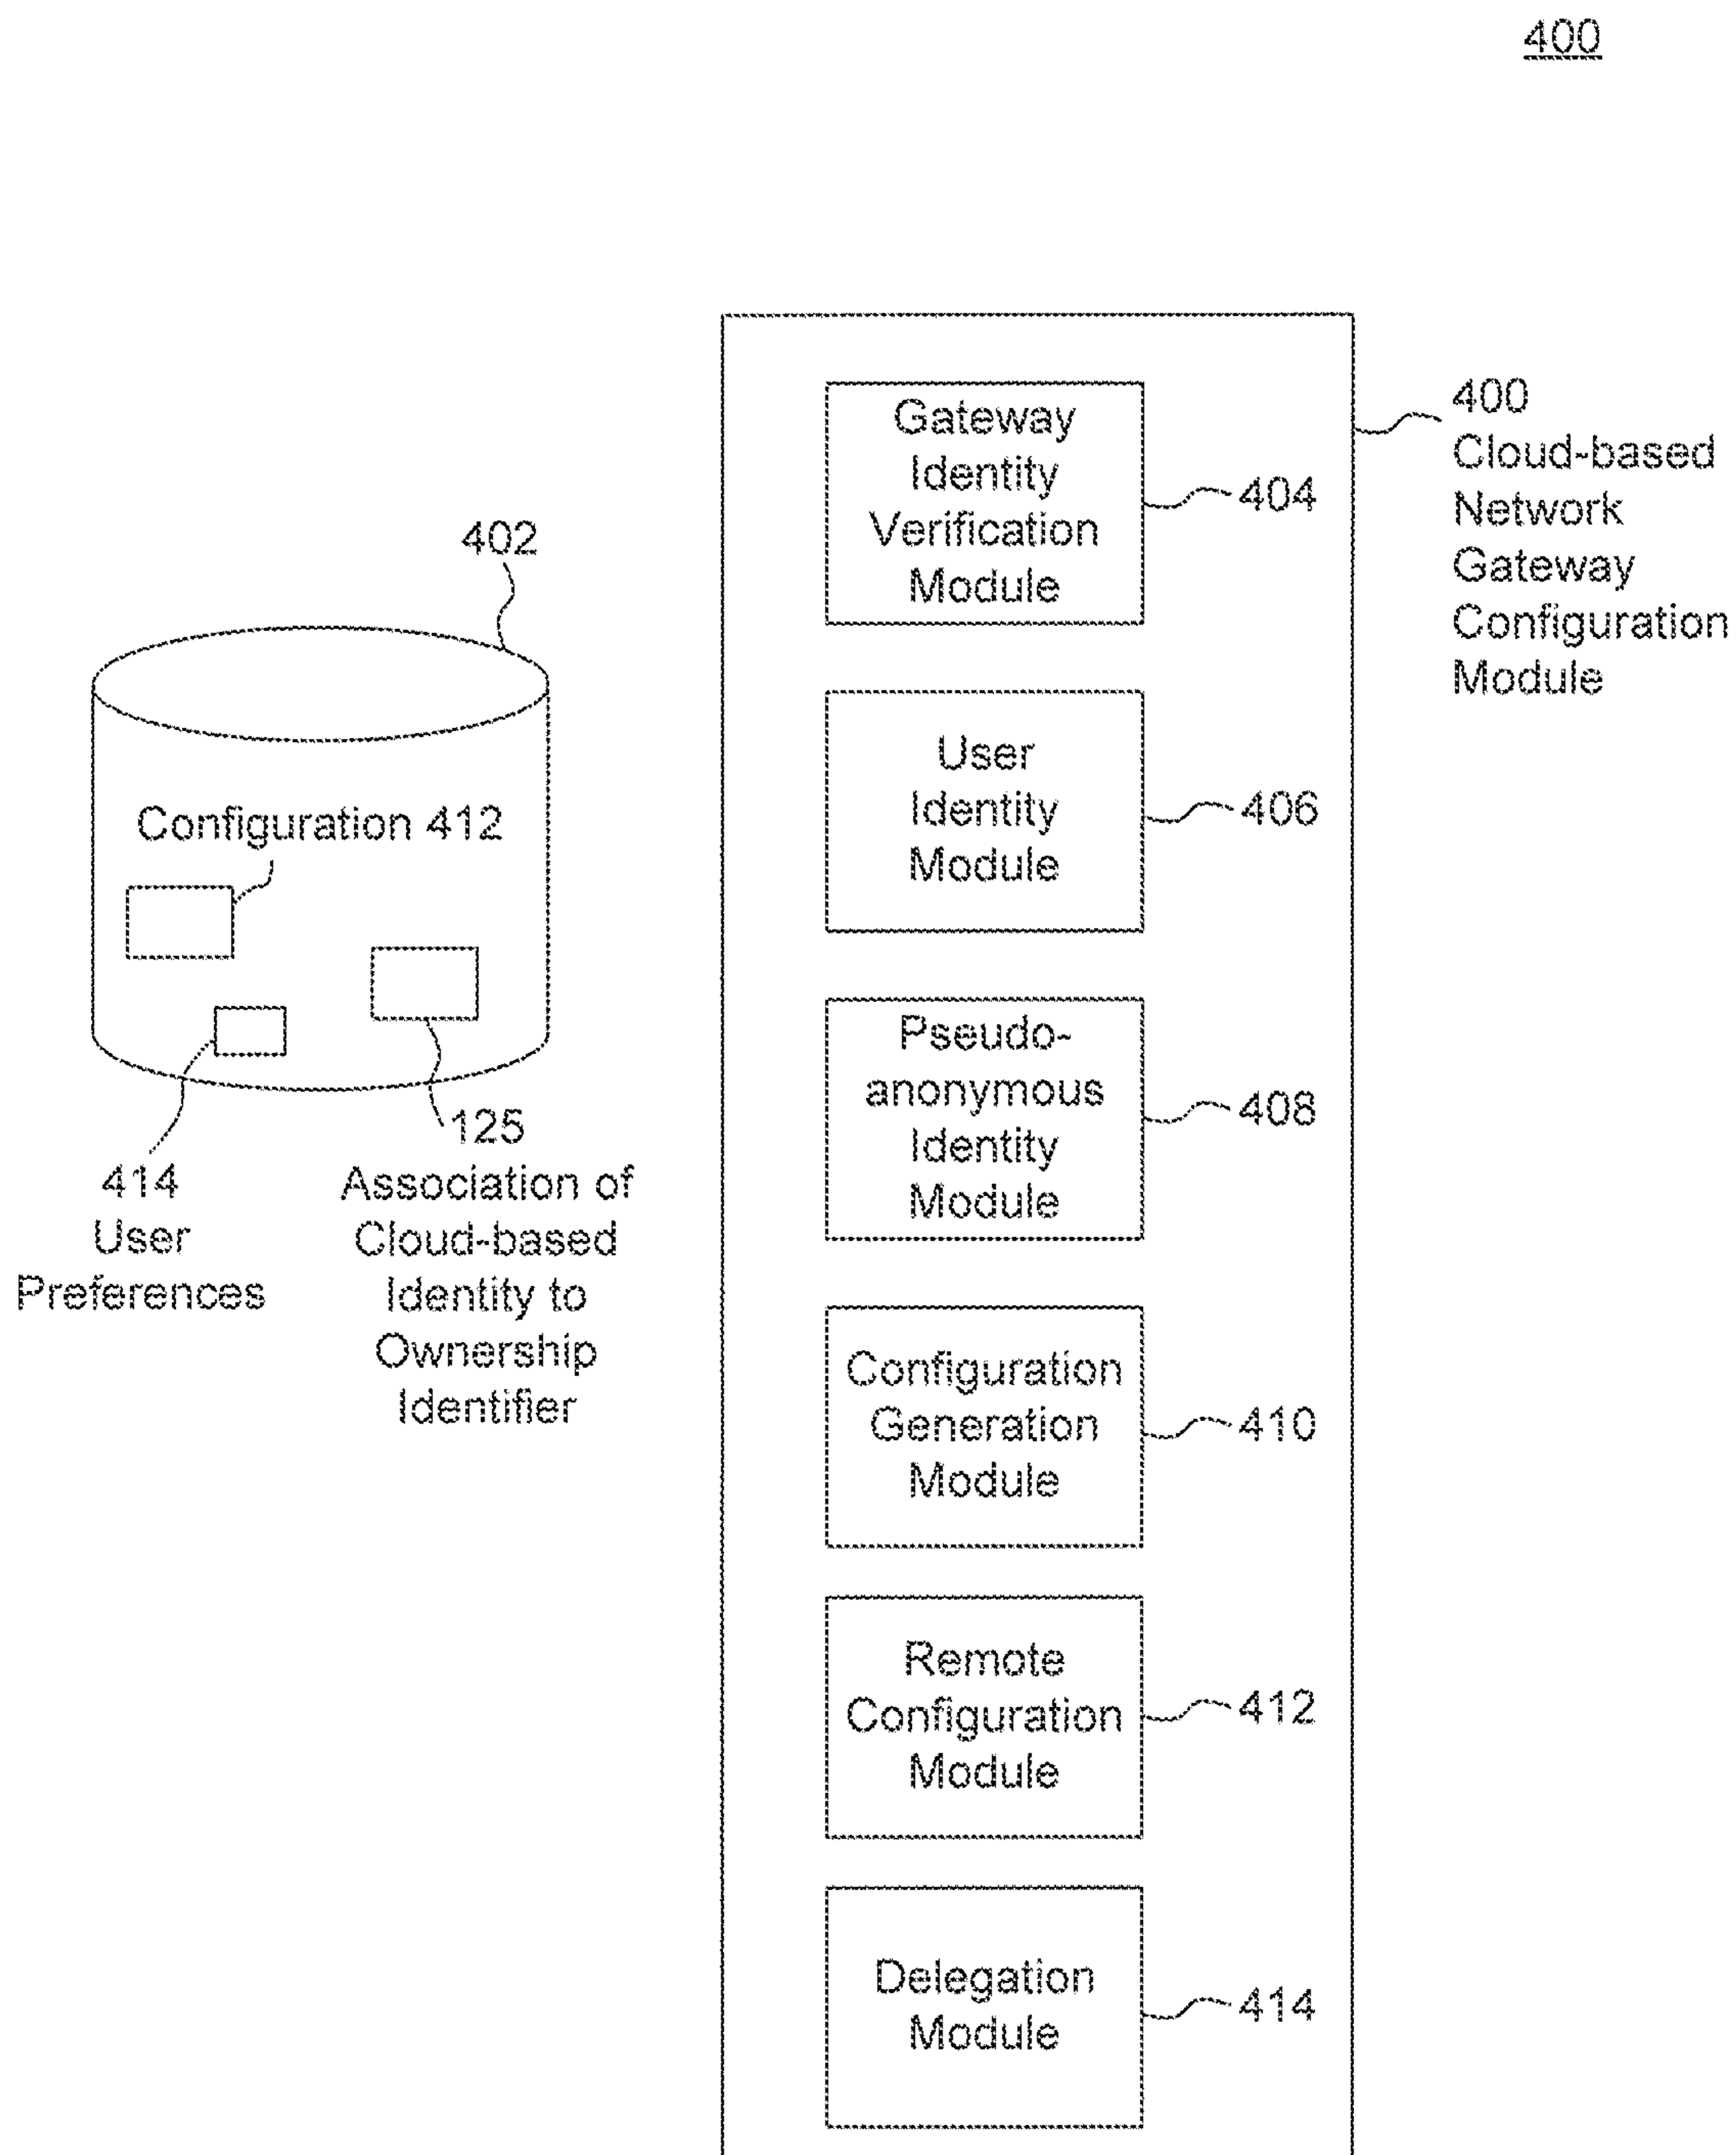 400
402
Configuration 412
414
User
Preferences
125
Association of
Cloud-based
Identity to
Ownership
Identifier
Gateway
Identity
Verification
Module
404
400
Cloud-based
Network
Gateway
Configuration
Module
User
Identity
Module
406
Pseudo-
anonymous
Identity
Module
408
Configuration
Generation
Module
410
Remote
Configuration
Module
412
Delegation
Module
414